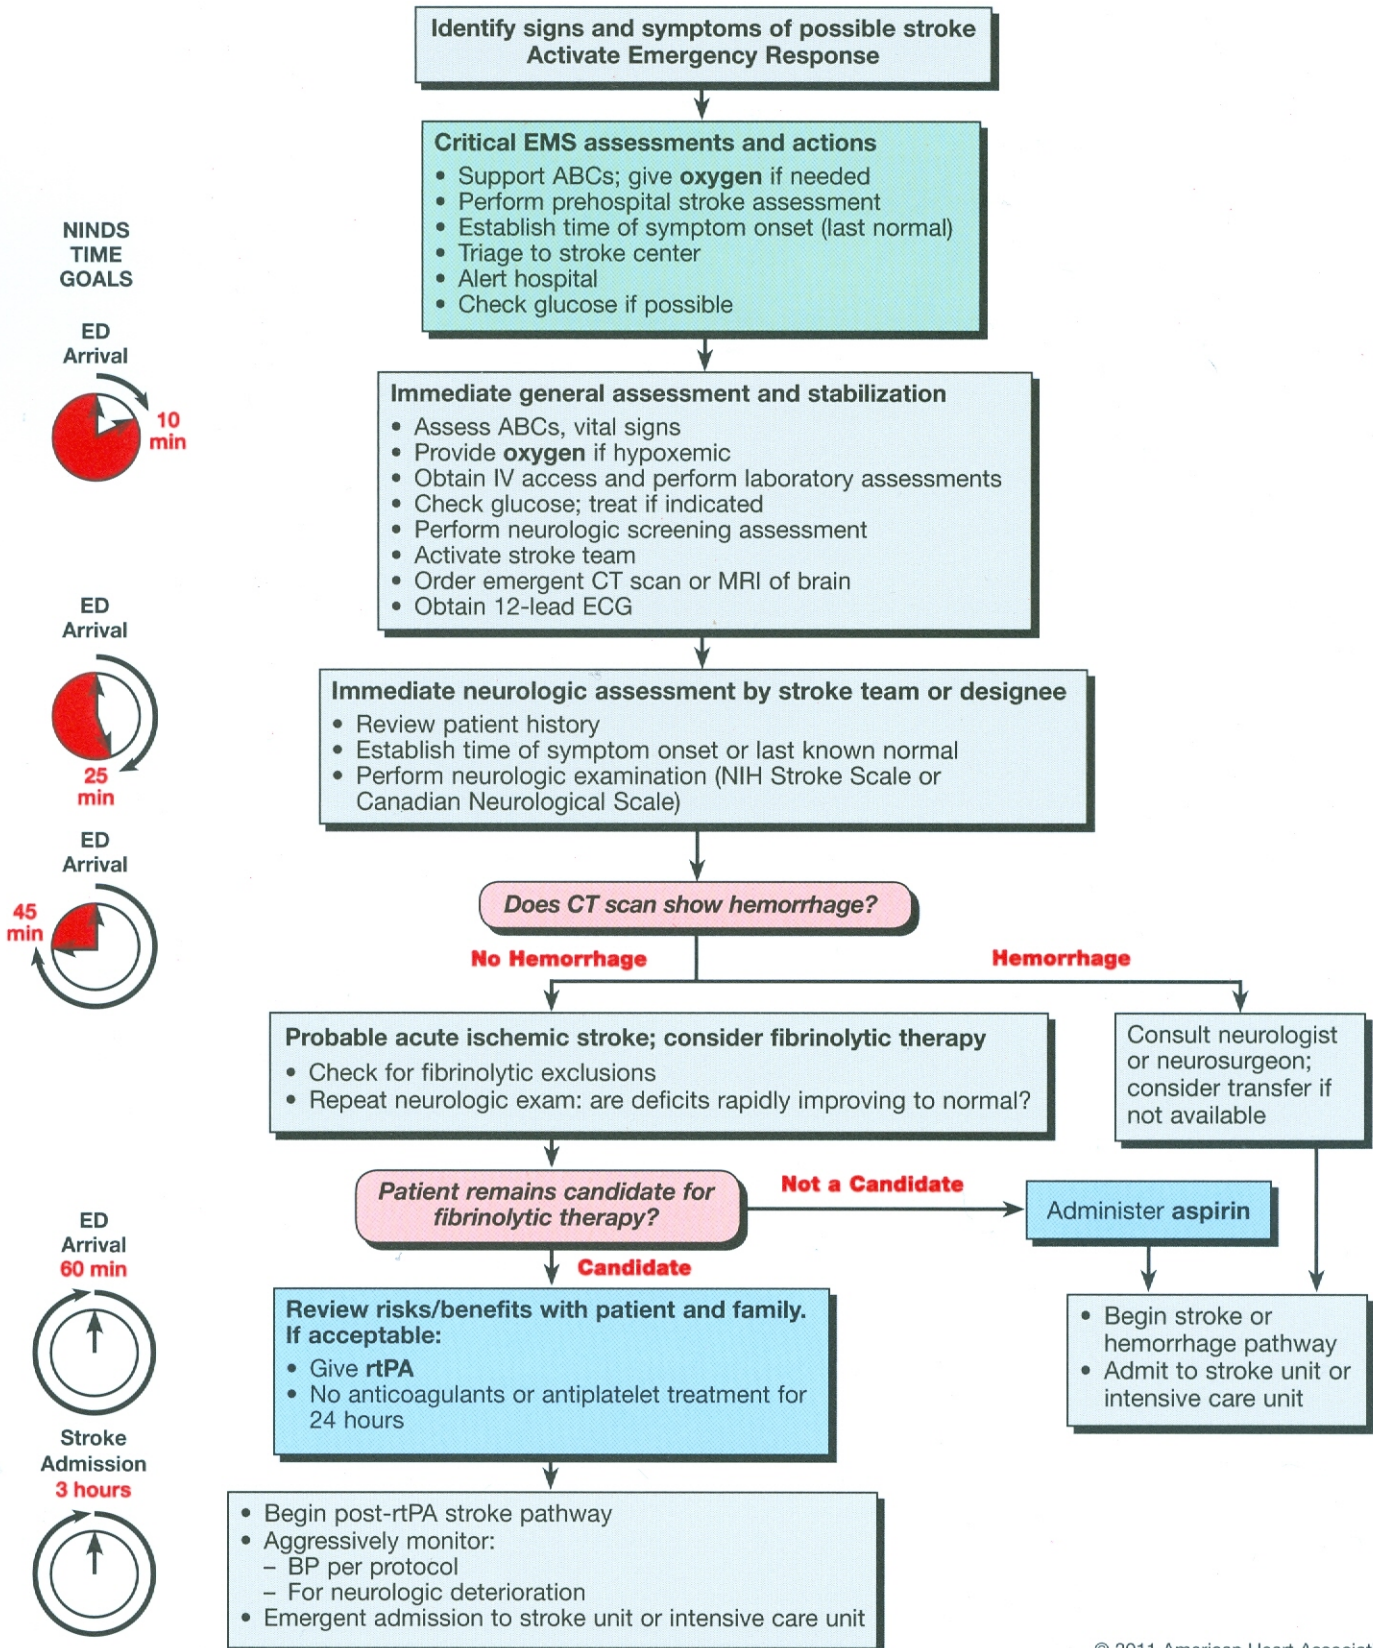 Identify signs and symptoms of possible stroke
Activate Emergency Response
Critical EMS assessments and actions
• Support ABCs; give oxygen if needed
• Perform prehospital stroke assessment
• Establish time of symptom onset (last normal)
• Triage to stroke center
• Alert hospital
• Check glucose if possible
NINDS
TIME
GOALS
ED
Arrival
10
min
Immediate general assessment and stabilization
• Assess ABCs, vital signs
• Provide oxygen if hypoxemic
• Obtain IV access and perform laboratory assessments
• Check glucose; treat if indicated
• Perform neurologic screening assessment
• Activate stroke team
• Order emergent CT scan or MRI of brain
• Obtain 12-lead ECG
ED
Arrival
25
min
Immediate neurologic assessment by stroke team or designee
• Review patient history
• Establish time of symptom onset or last known normal
• Perform neurologic examination (NIH Stroke Scale or
Canadian Neurological Scale)
ED
Arrival
45
min
Does CT scan show hemorrhage?
No Hemorrhage
Hemorrhage
Probable acute ischemic stroke; consider fibrinolytic therapy
• Check for fibrinolytic exclusions
• Repeat neurologic exam: are deficits rapidly improving to normal?
Consult neurologist
or neurosurgeon;
consider transfer if
not available
Patient remains candidate for
fibrinolytic therapy?
Not a Candidate
Administer aspirin
Candidate
ED
Arrival
60 min
Review risks/benefits with patient and family.
If acceptable:
• Give rtPA
• No anticoagulants or antiplatelet treatment for
24 hours
• Begin stroke or
hemorrhage pathway
• Admit to stroke unit or
intensive care unit
Stroke
Admission
3 hours
• Begin post-rtPA stroke pathway
• Aggressively monitor:
– BP per protocol
– For neurologic deterioration
• Emergent admission to stroke unit or intensive care unit
© 2011 American Heart